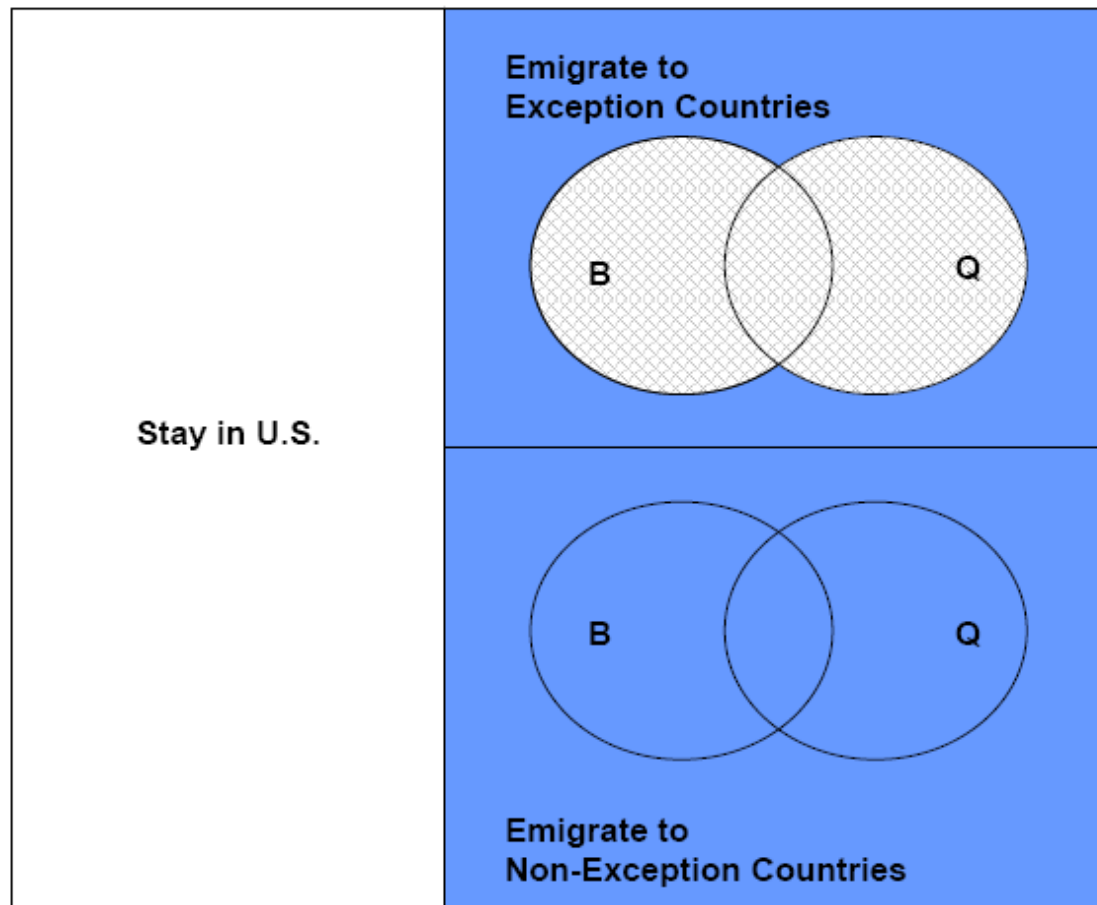 Emigrate to
Exception Countries
B
Q
Stay in U.S.
B
Q
Emigrate to
Non-Exception Countries